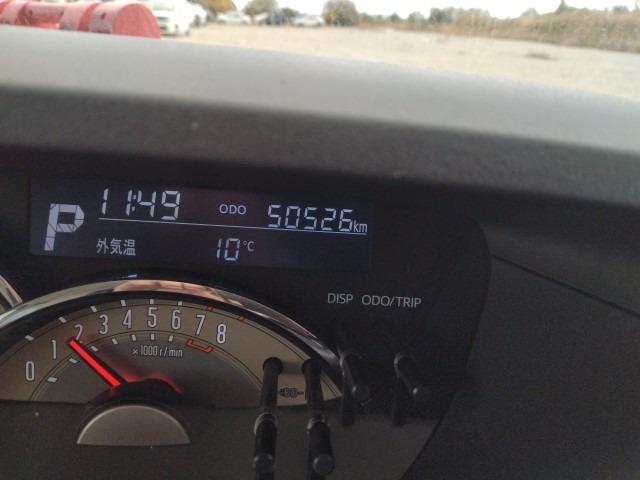 11:49 ODO 50526km
P
外気温 10°C
DISP ODO/TRIP
0 1 2 3 4 5 6 7 8
×1000 r/min